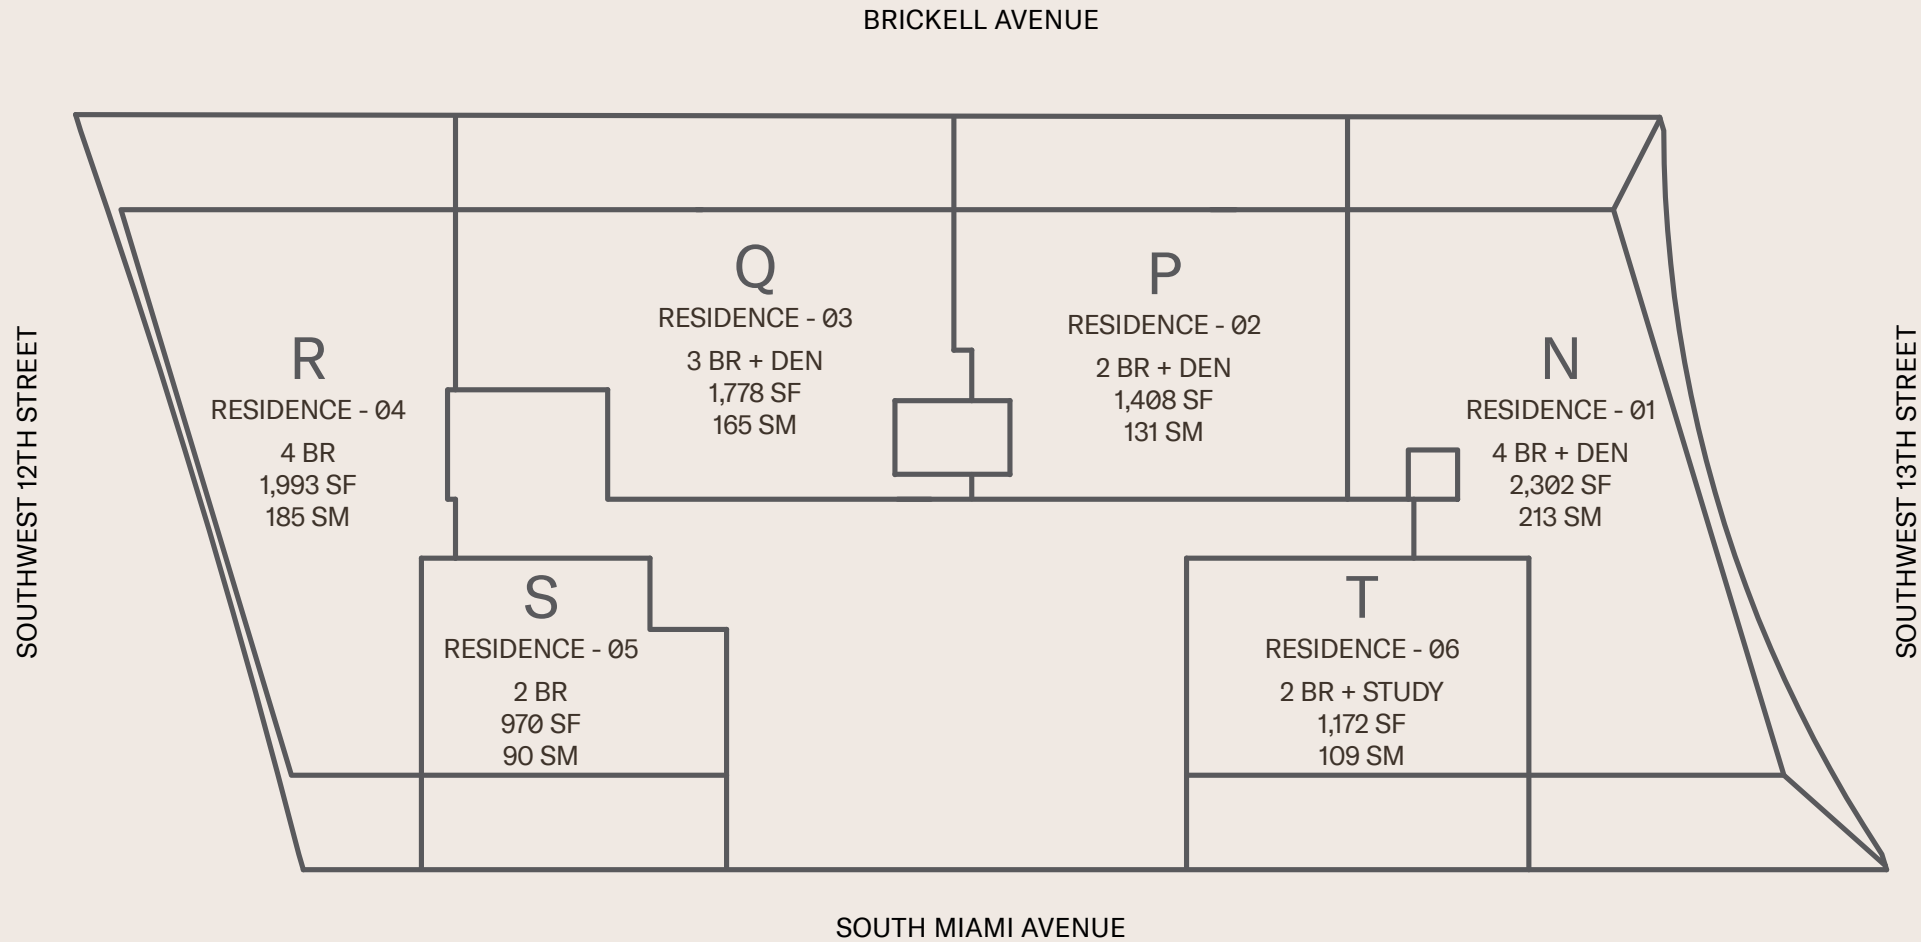 BRICKELL AVENUE
SOUTHWEST 12TH STREET
R
RESIDENCE - 04
4 BR
1,993 SF
185 SM
Q
RESIDENCE - 03
3 BR + DEN
1,778 SF
165 SM
P
RESIDENCE - 02
2 BR + DEN
1,408 SF
131 SM
N
RESIDENCE - 01
4 BR + DEN
2,302 SF
213 SM
SOUTHWEST 13TH STREET
S
RESIDENCE - 05
2 BR
970 SF
90 SM
T
RESIDENCE - 06
2 BR + STUDY
1,172 SF
109 SM
SOUTH MIAMI AVENUE